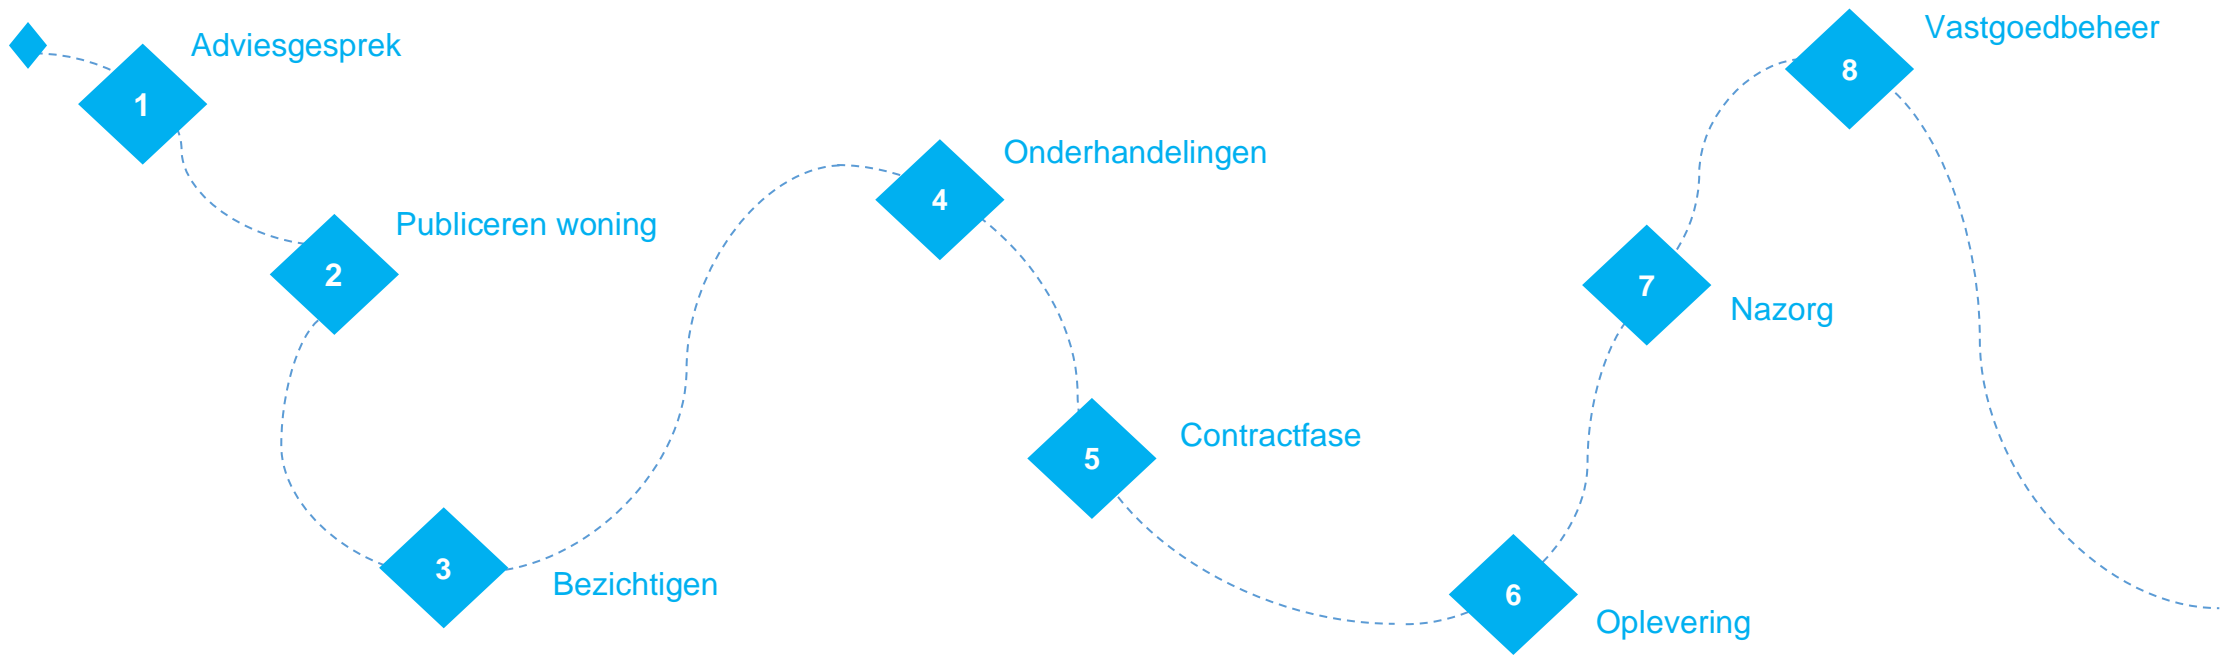 1
Adviesgesprek
2
Publiceren woning
3
Bezichtigen
4
Onderhandelingen
5
Contractfase
6
Oplevering
7
Nazorg
8
Vastgoedbeheer